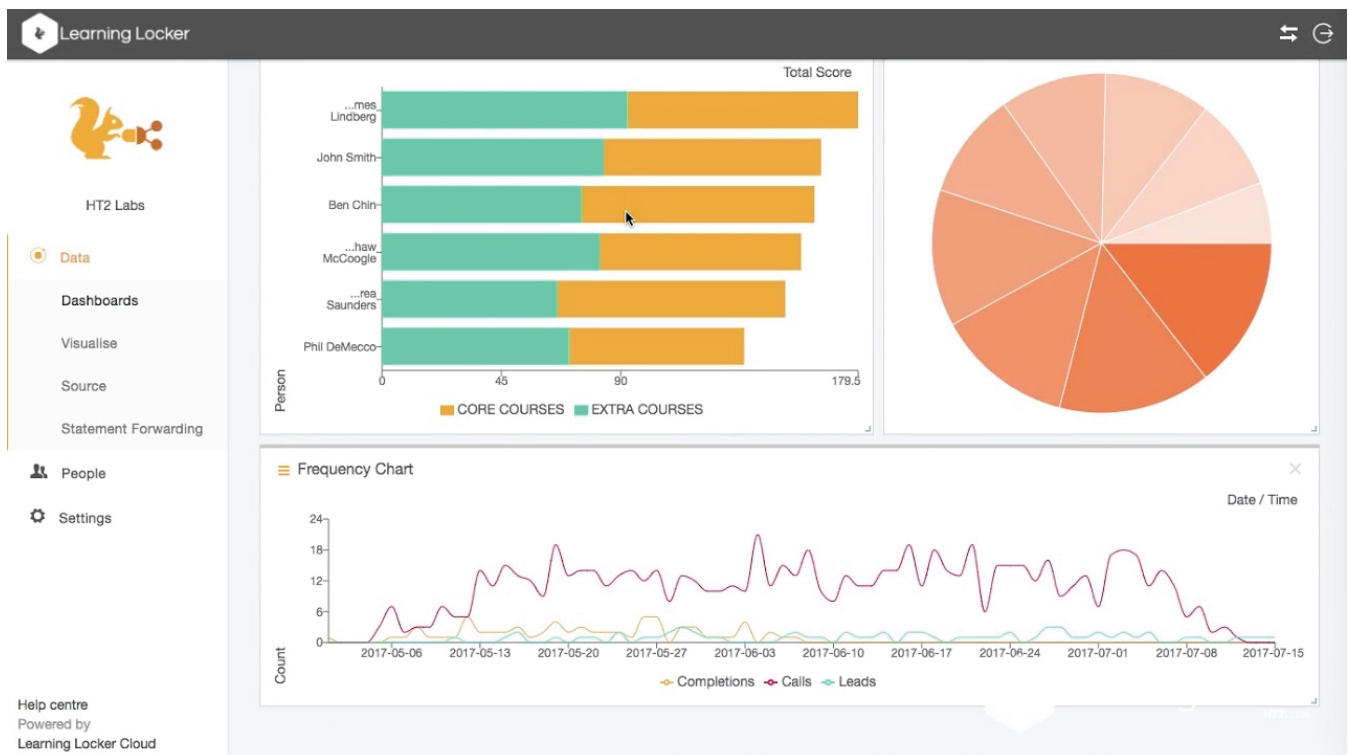 Learning Locker
HT2 Labs
Data
Dashboards
Visualise
Source
Statement Forwarding
People
Settings
Help centre
Powered by
Learning Locker Cloud
Total Score
...mes
Lindberg
John Smith
Ben Chin
...haw
McCoogle
...rea
Saunders
Phil DeMecco
Person
0 45 90 179.5
CORE COURSES EXTRA COURSES
Frequency Chart
Date / Time
24
18
12
6
0
Count
2017-05-06 2017-05-13 2017-05-20 2017-05-27 2017-06-03 2017-06-10 2017-06-17 2017-06-24 2017-07-01 2017-07-08 2017-07-15
Completions Calls Leads